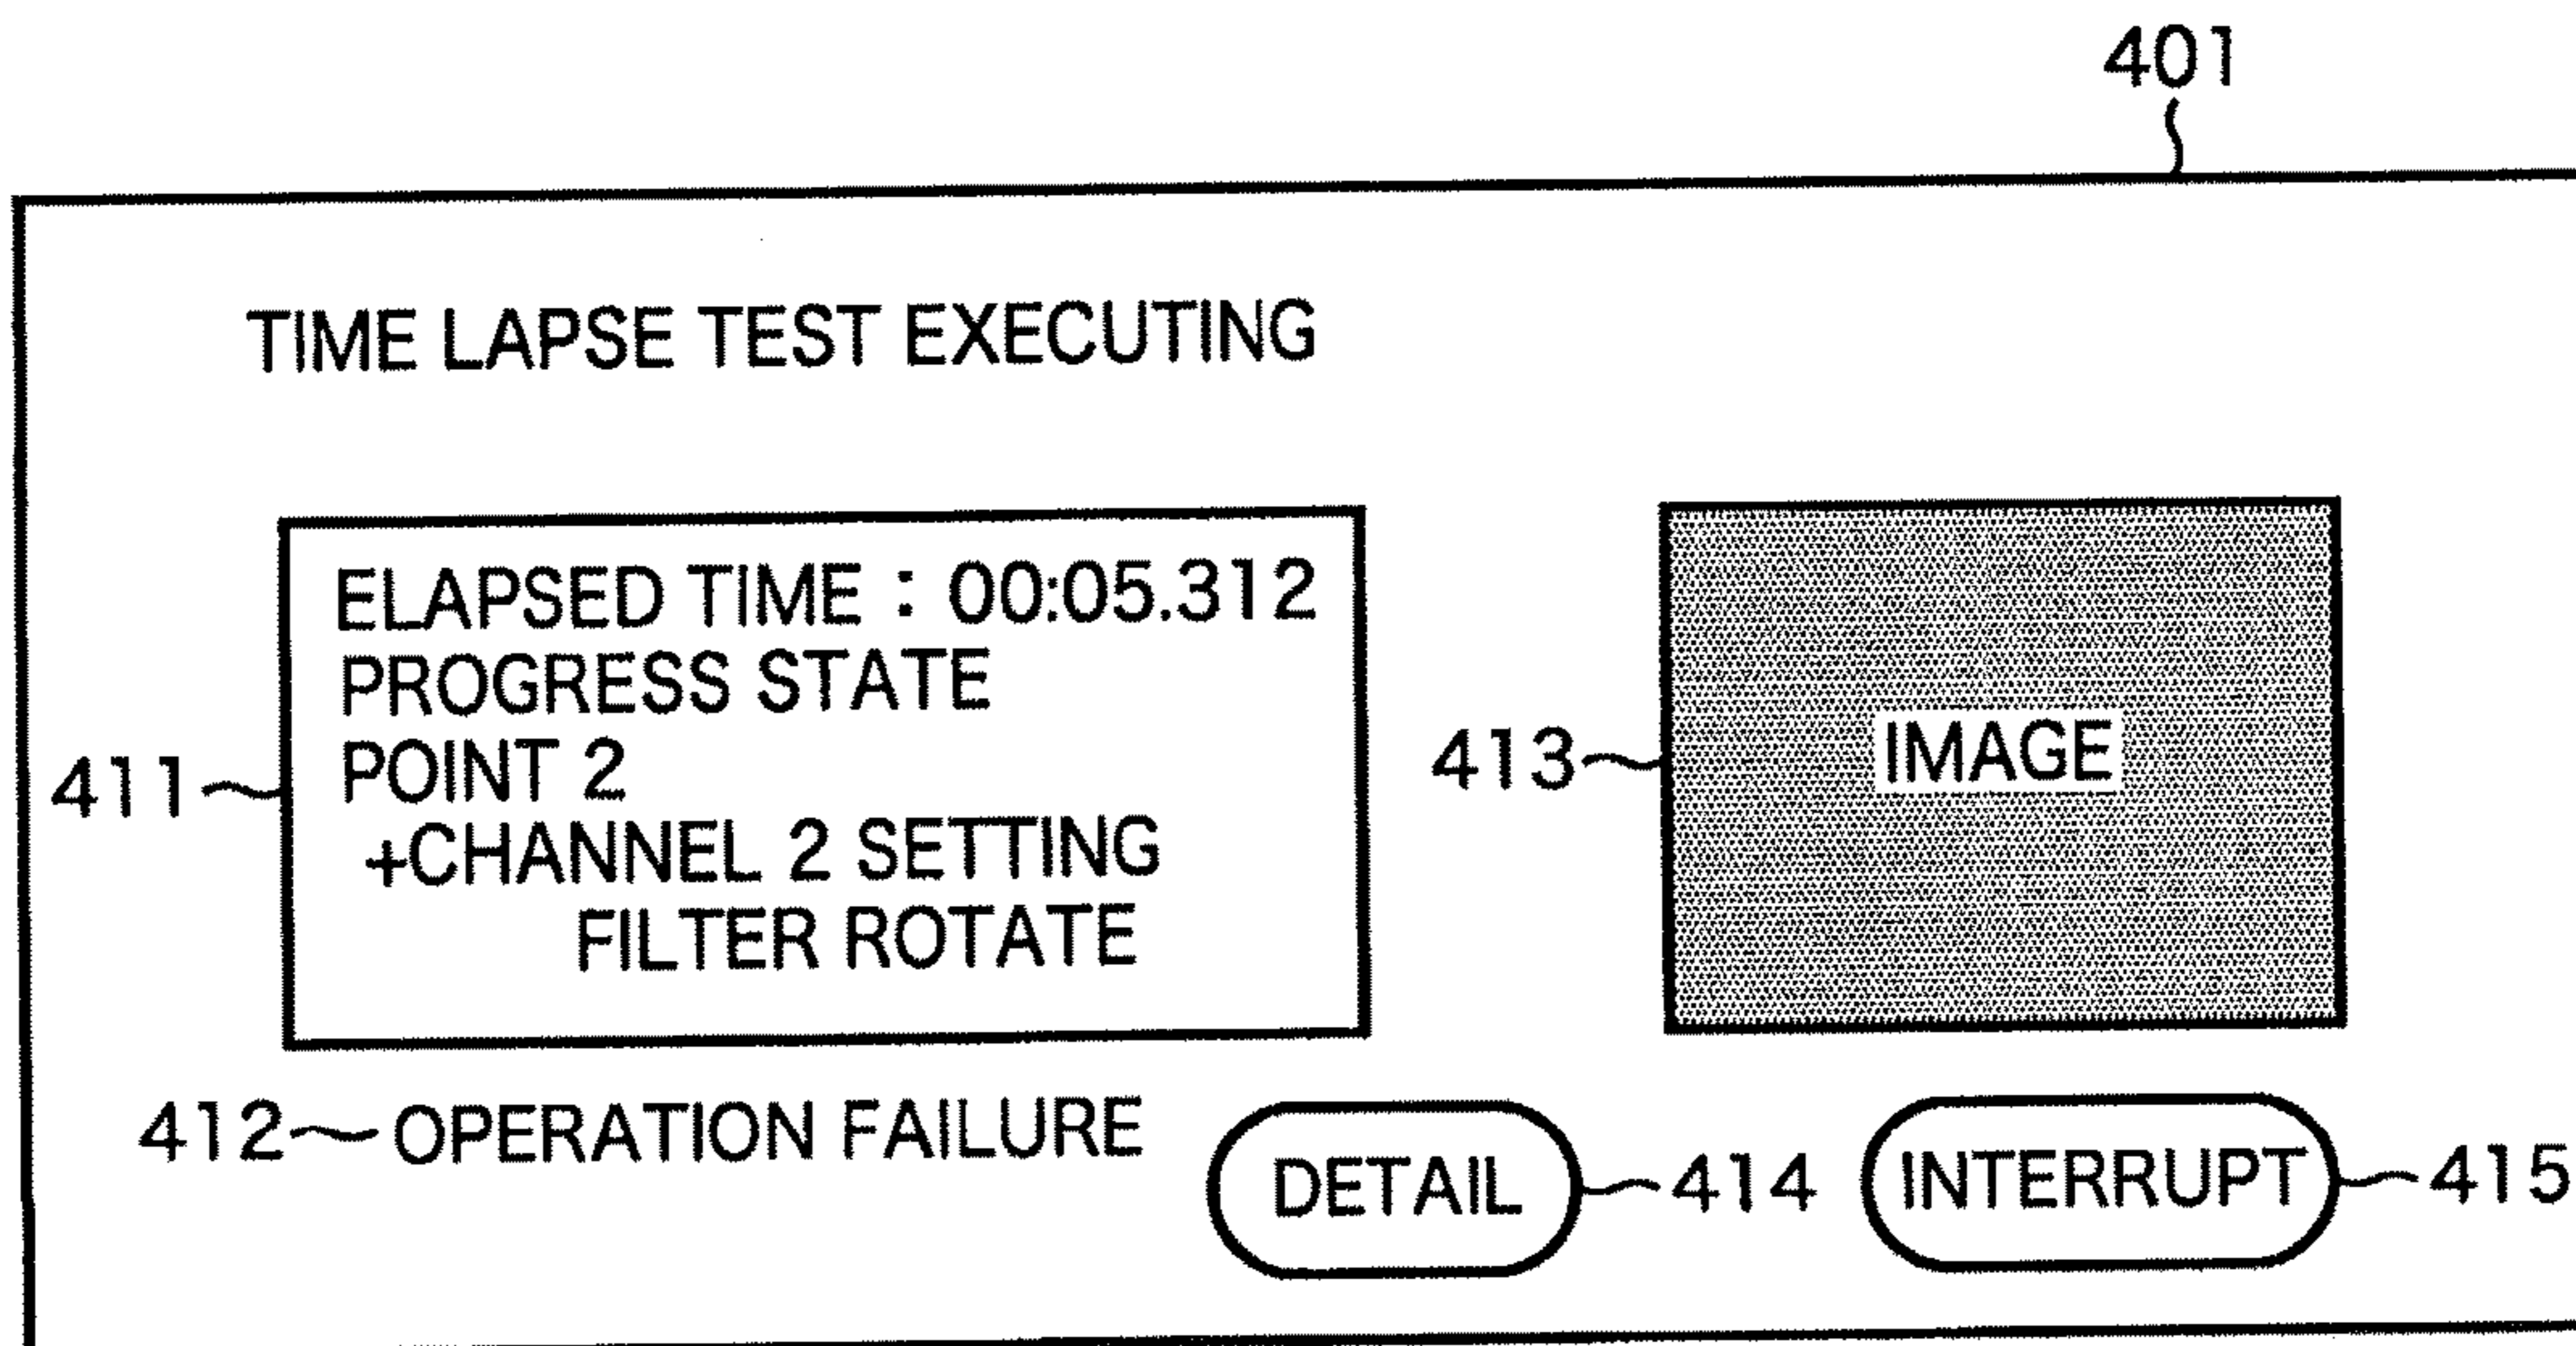 401
TIME LAPSE TEST EXECUTING
ELAPSED TIME : 00:05.312
PROGRESS STATE
POINT 2
+CHANNEL 2 SETTING
FILTER ROTATE
411
413
IMAGE
412
OPERATION FAILURE
DETAIL
414
INTERRUPT
415